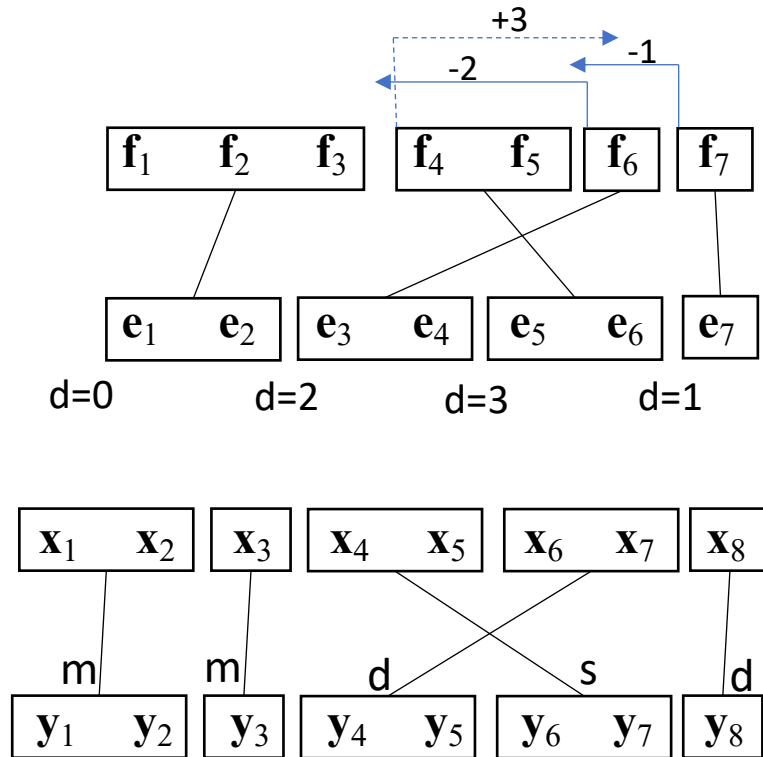 +3
-2 -1
f1 f2 f3 f4 f5 f6 f7
e1 e2 e3 e4 e5 e6 e7
d=0 d=2 d=3 d=1
x1 x2 x3 x4 x5 x6 x7 x8
m m d s d
y1 y2 y3 y4 y5 y6 y7 y8